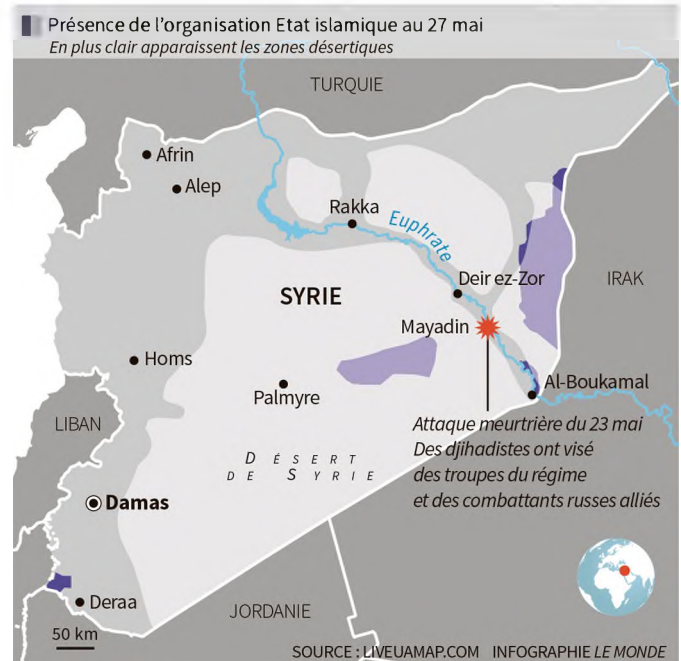 Présence de l’organisation Etat islamique au 27 mai
En plus clair apparaissent les zones désertiques
TURQUIE
Afrin
Alep
Rakka
Euphrate
Deir ez-Zor
IRAK
SYRIE
Mayadin
Homs
Al-Boukamal
Palmyre
LIBAN
Attaque meurtrière du 23 mai
Des djihadistes ont visé
des troupes du régime
et des combattants russes alliés
DÉSERT
DE SYRIE
Damas
Deraa
JORDANIE
50 km
SOURCE : LIVEUAMAP.COM INFOGRAPHIE LE MONDE